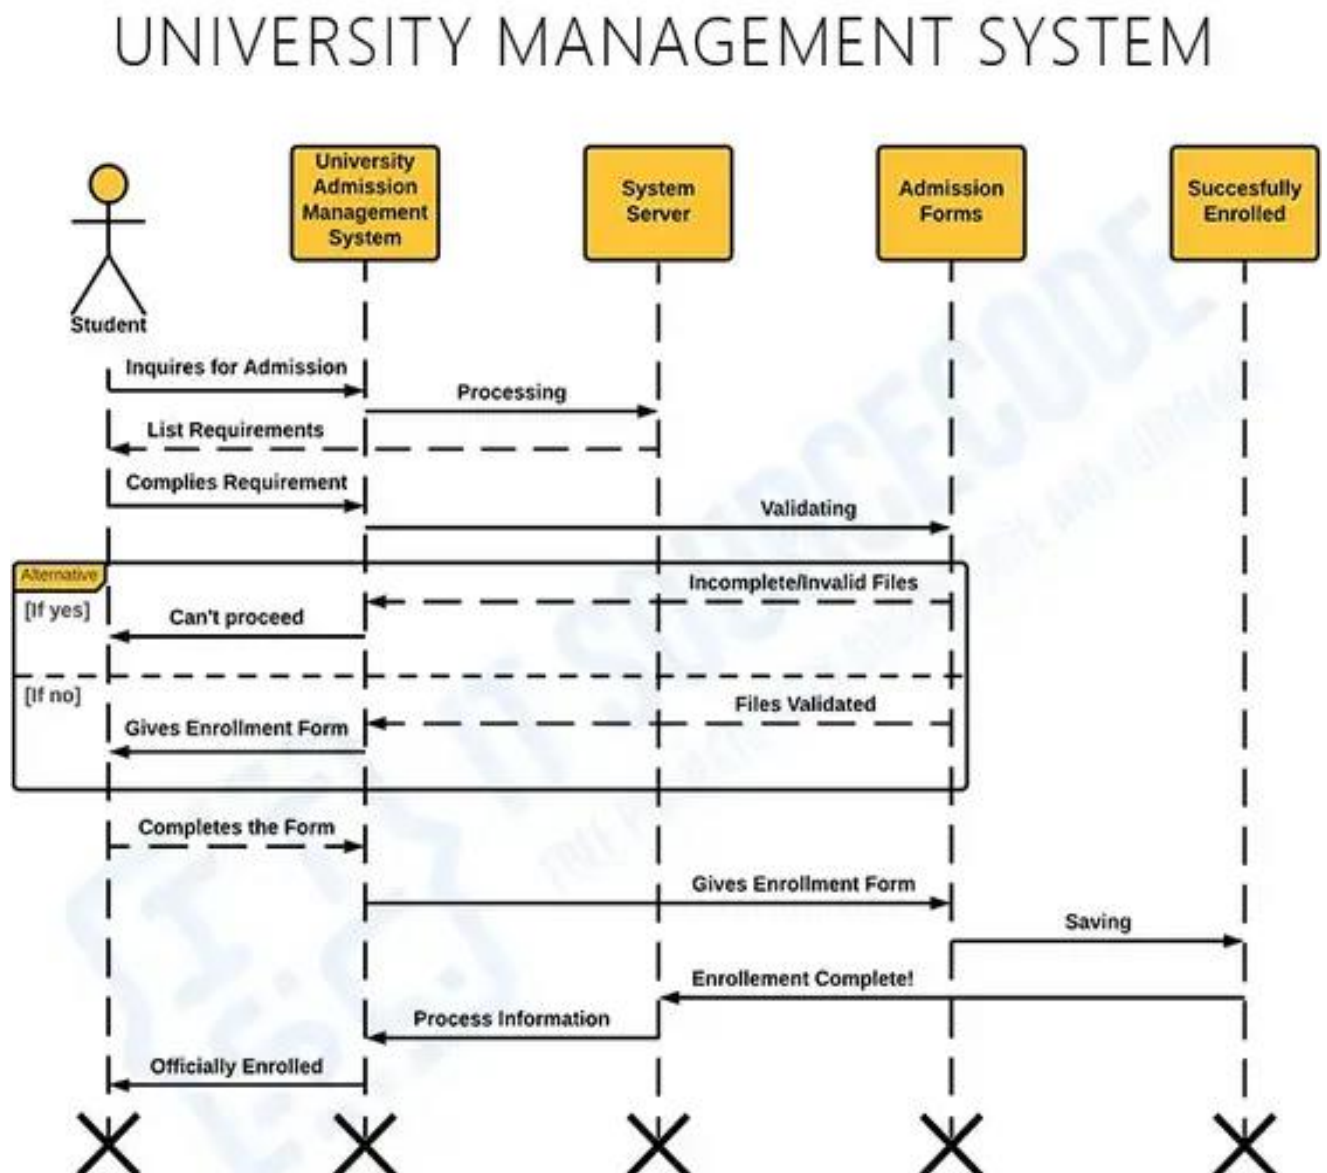 UNIVERSITY MANAGEMENT SYSTEM
University
Admission
Management
System
System
Server
Admission
Forms
Succesfully
Enrolled
Student
Inquires for Admission
Processing
List Requirements
Complies Requirement
Validating
Alternative
Incomplete/Invalid Files
[If yes]
Can't proceed
[If no]
Files Validated
Gives Enrollment Form
Completes the Form
Gives Enrollment Form
Saving
Enrollement Complete!
Process Information
Officially Enrolled
IT SOURCECODE